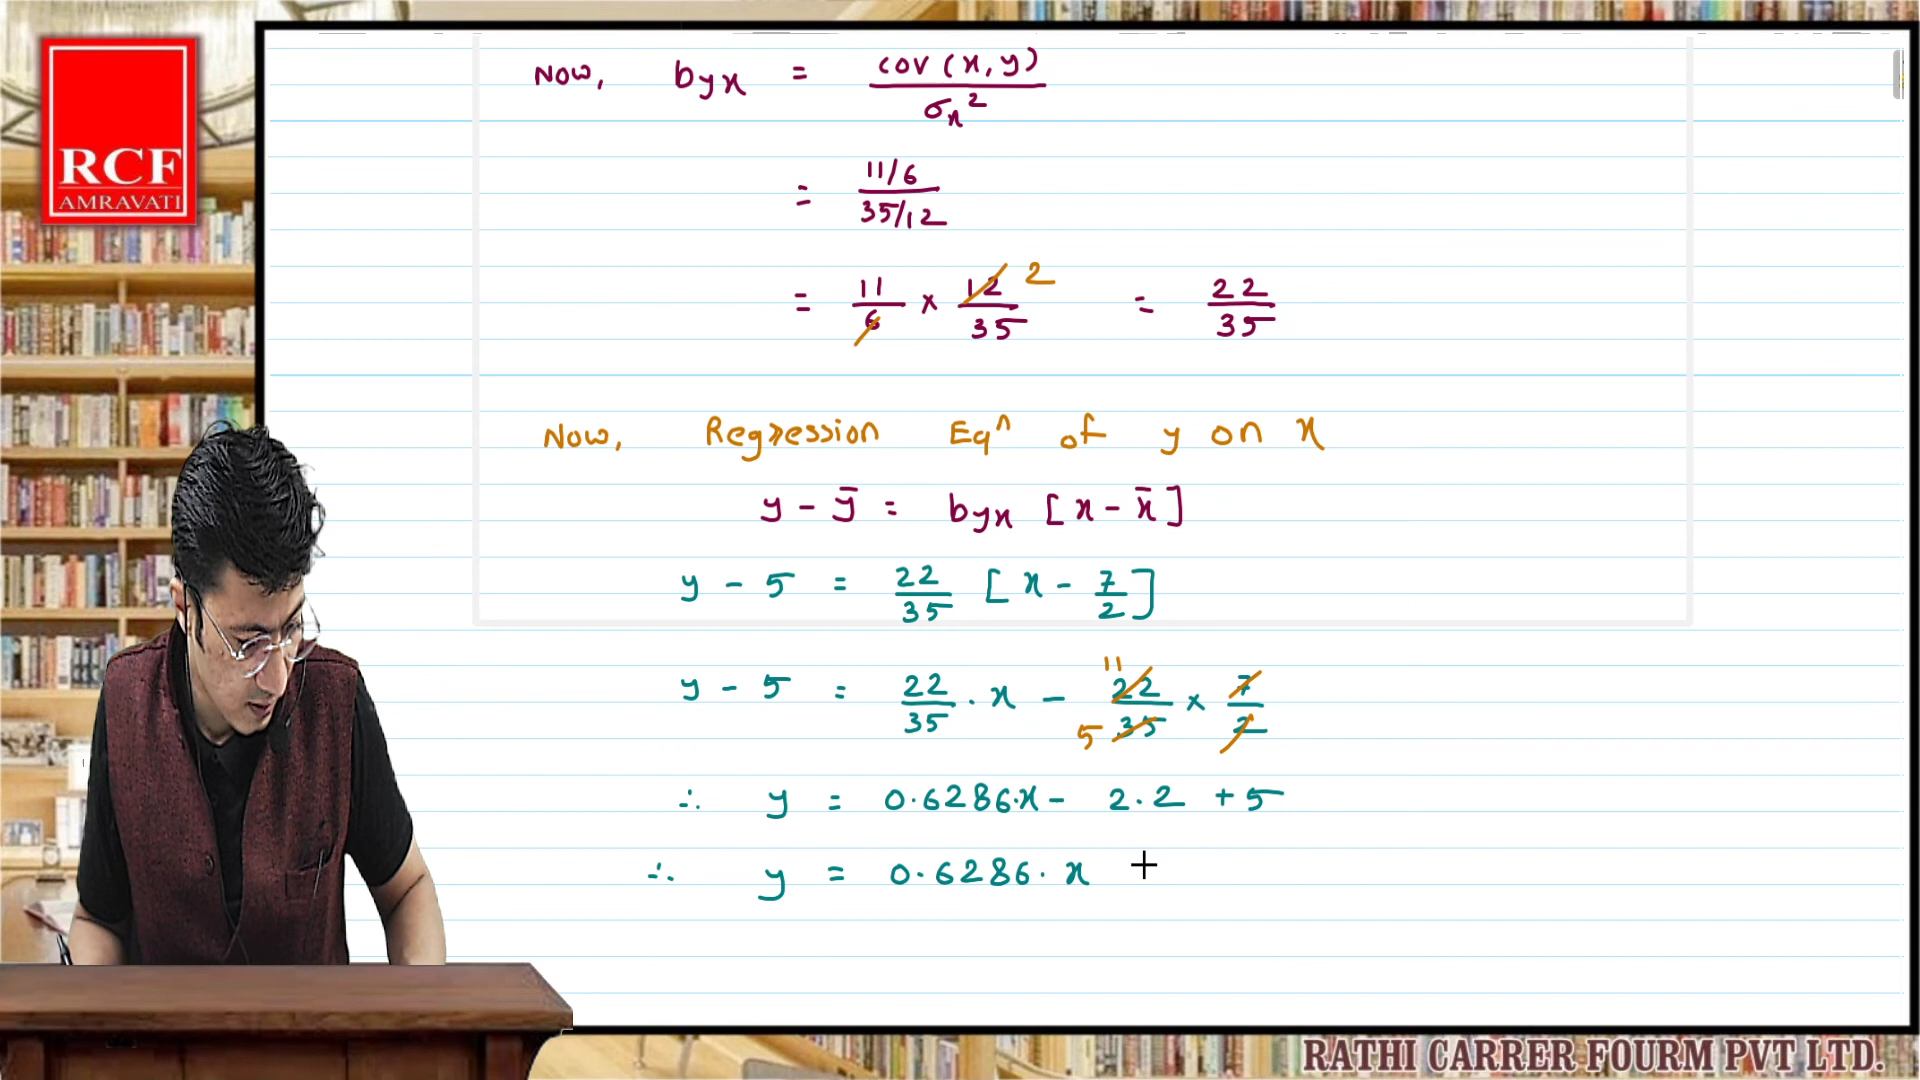 RCF
AMRAVATI
Now, byx = cov (x, y) / σx²
= 11/6 / 35/12
= 11/6 × 12/35 2 = 22/35
Now, Regression Eqⁿ of y on x
y - ȳ = byx [x - x̄]
y - 5 = 22/35 [x - 7/2]
y - 5 = 22/35 . x - 11 22/35 5 × 7/2
∴ y = 0.6286.x - 2.2 + 5
∴ y = 0.6286. x +
RATHI CARRER FOURM PVT LTD.